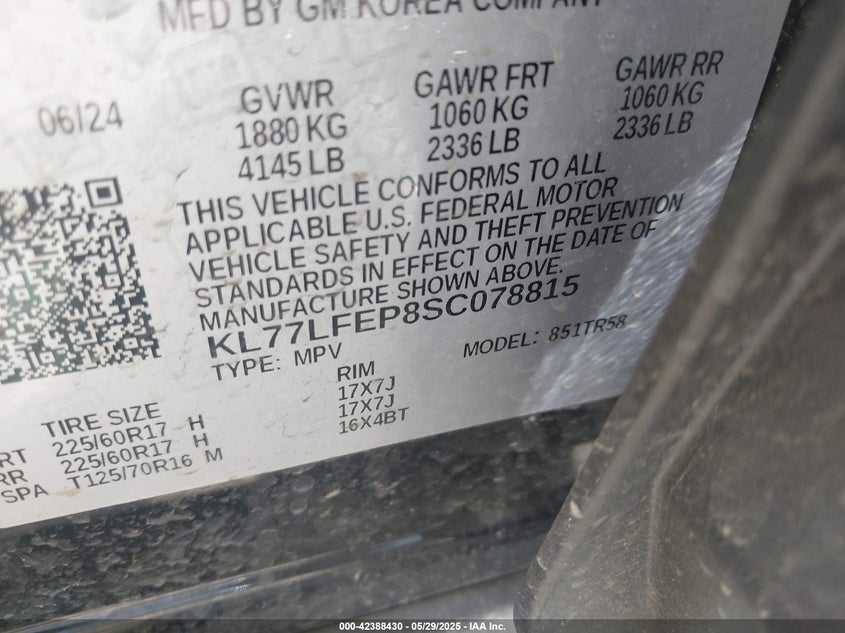 MFD BY GM KOREA COMPANY
06/24
GVWR GAWR FRT GAWR RR
1880 KG 1060 KG 1060 KG
4145 LB 2336 LB 2336 LB
THIS VEHICLE CONFORMS TO ALL
APPLICABLE U.S. FEDERAL MOTOR
VEHICLE SAFETY AND THEFT PREVENTION
STANDARDS IN EFFECT ON THE DATE OF
MANUFACTURE SHOWN ABOVE.
KL77LFEP8SC078815
TYPE: MPV MODEL: 851TR58
TIRE SIZE RIM
RT 225/60R17 H 17X7J
RR 225/60R17 H 17X7J
SPA T125/70R16 M 16X4BT
000-42388430 - 05/29/2025 - IAA Inc.